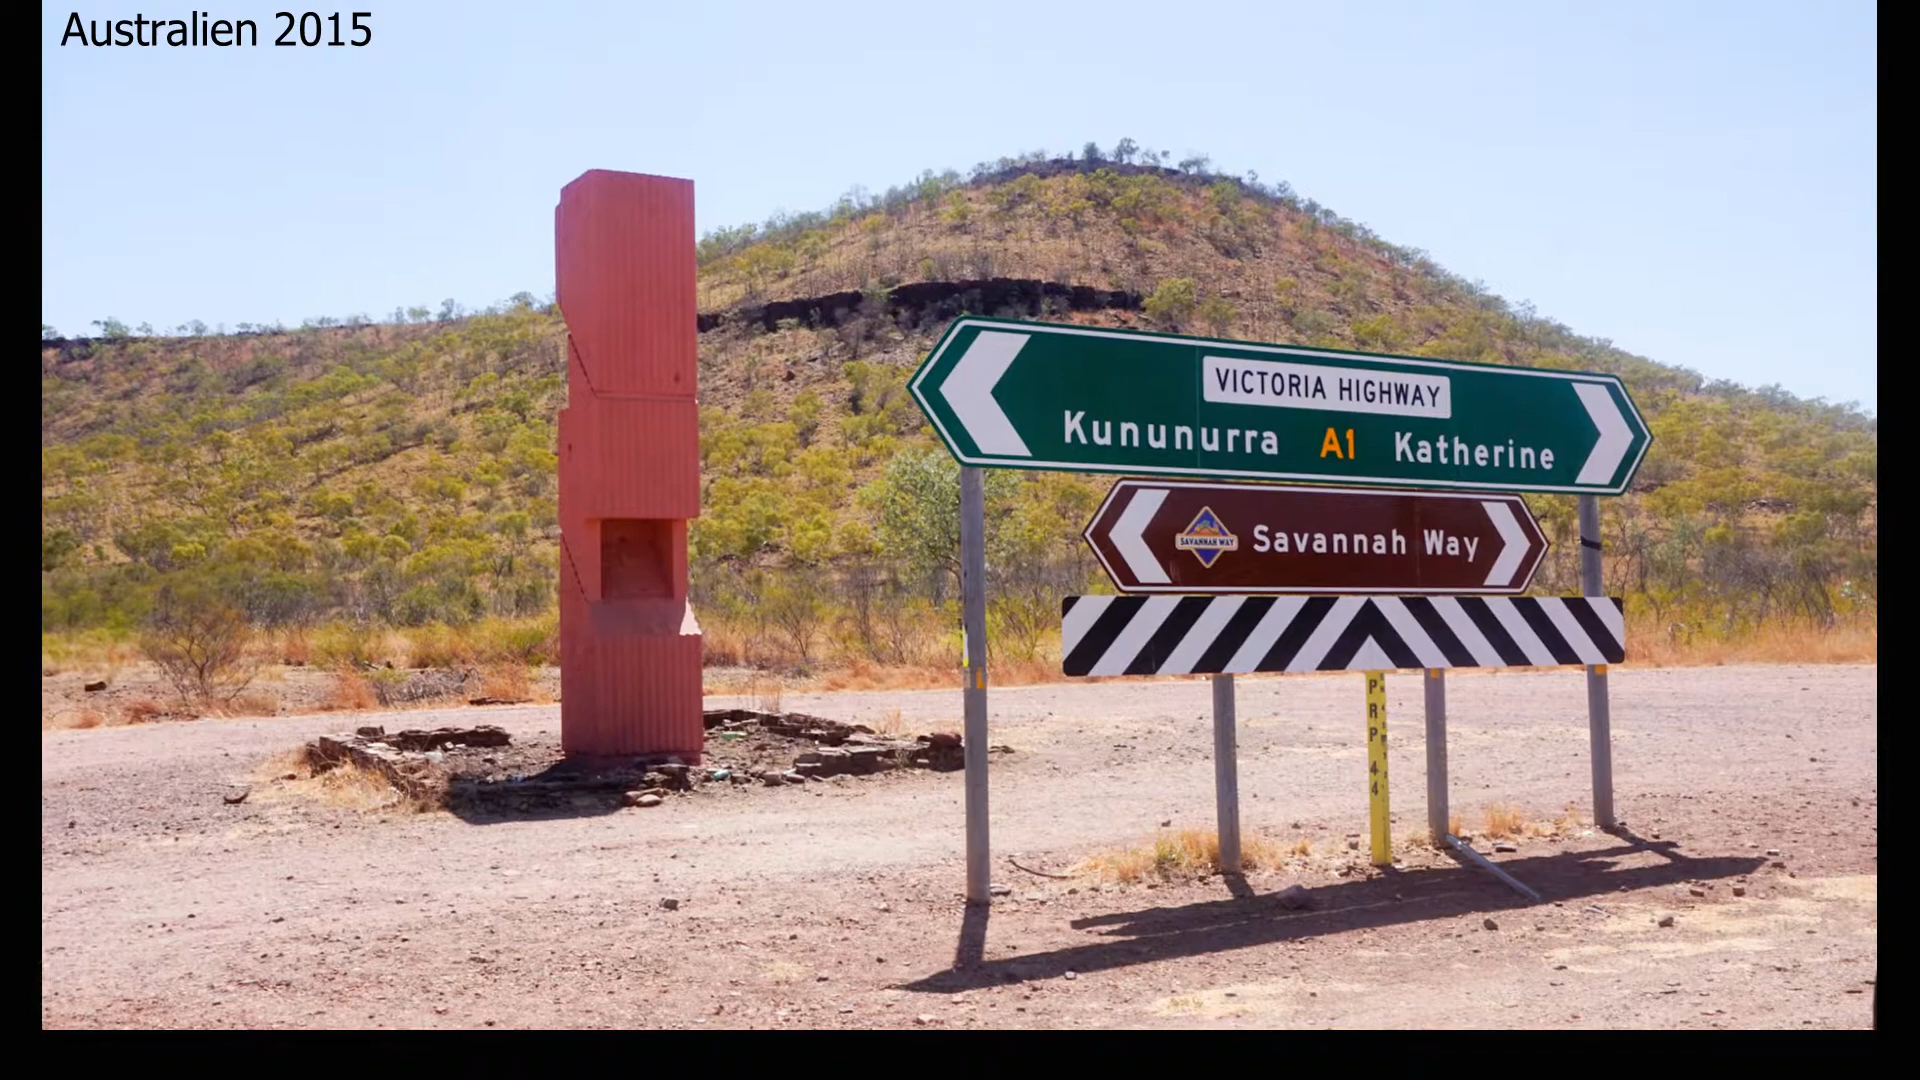 Australien 2015
VICTORIA HIGHWAY
Kununurra A1 Katherine
SAVANNAH WAY
Savannah Way
PRP 44